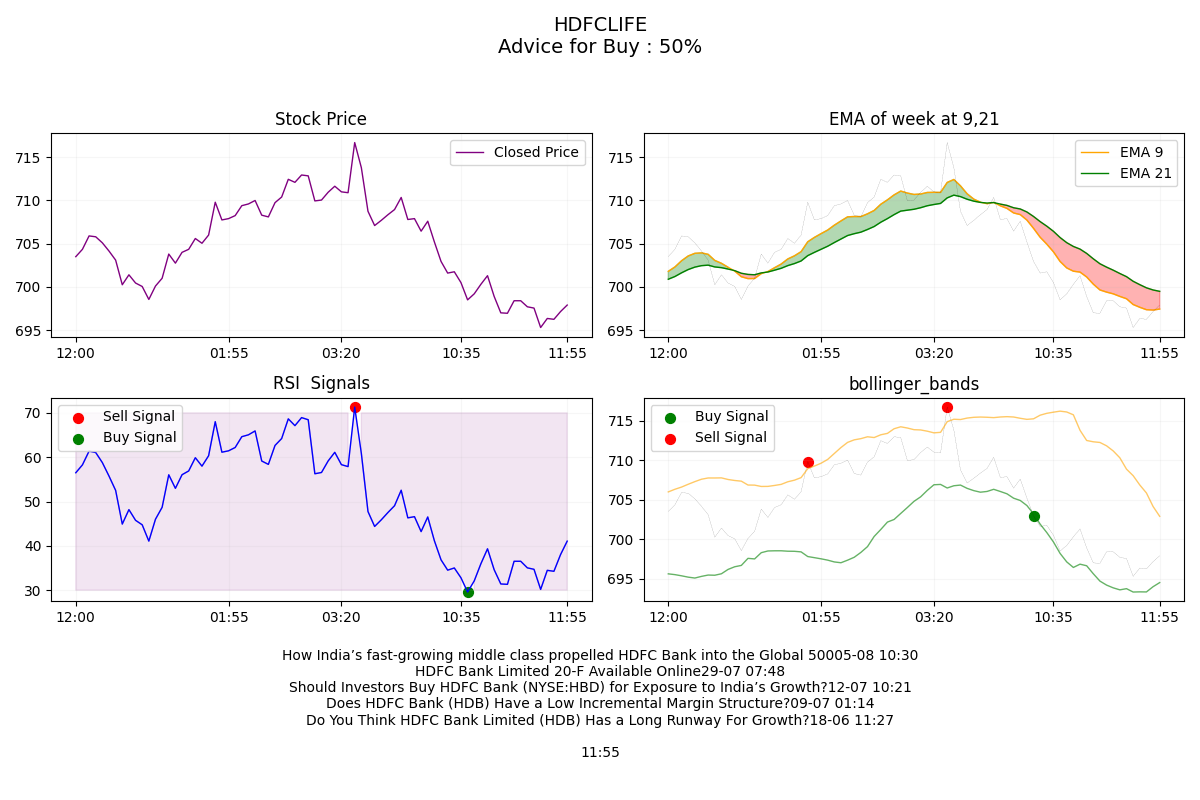 HDFCLIFE
Advice for Buy : 50%
Stock Price
715
710
705
700
695
Closed Price
12:00 01:55 03:20 10:35 11:55
EMA of week at 9,21
715
710
705
700
695
EMA 9
EMA 21
12:00 01:55 03:20 10:35 11:55
RSI  Signals
70
60
50
40
30
Sell Signal
Buy Signal
12:00 01:55 03:20 10:35 11:55
bollinger_bands
715
710
705
700
695
Buy Signal
Sell Signal
12:00 01:55 03:20 10:35 11:55
How India’s fast-growing middle class propelled HDFC Bank into the Global 50005-08 10:30
HDFC Bank Limited 20-F Available Online29-07 07:48
Should Investors Buy HDFC Bank (NYSE:HBD) for Exposure to India’s Growth?12-07 10:21
Does HDFC Bank (HDB) Have a Low Incremental Margin Structure?09-07 01:14
Do You Think HDFC Bank Limited (HDB) Has a Long Runway For Growth?18-06 11:27
11:55